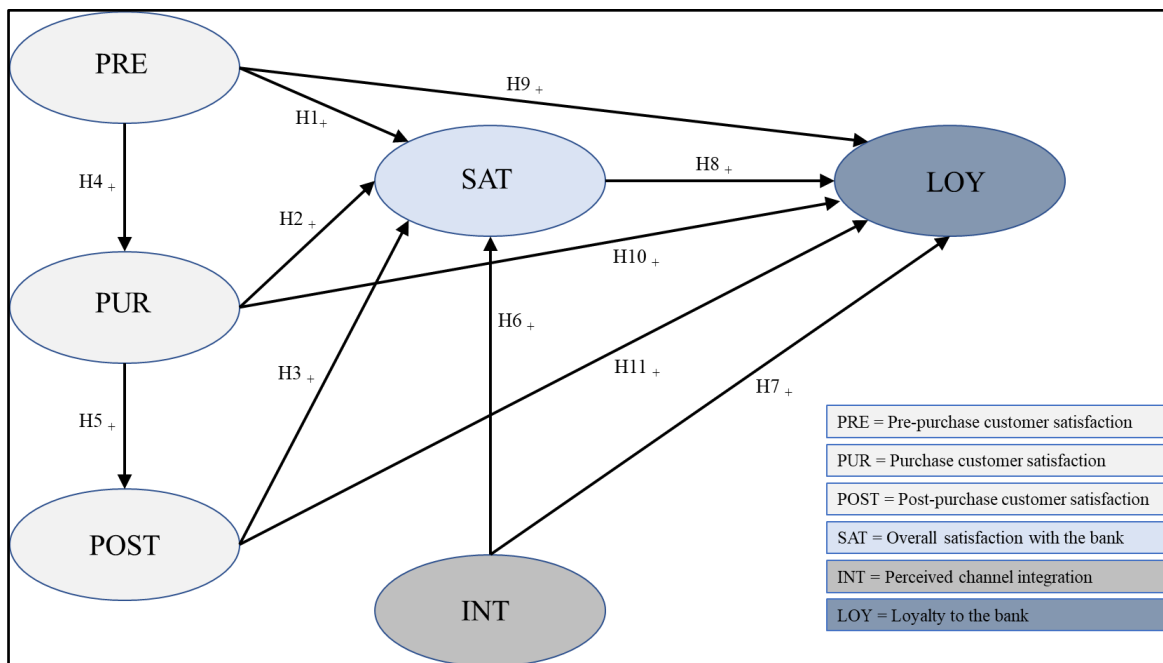 PRE
H9 +
H1+
SAT
H8 +
LOY
H4 +
H2 +
PUR
H10 +
H6 +
H3 +
H11 +
H7 +
H5 +
POST
INT
PRE = Pre-purchase customer satisfaction
PUR = Purchase customer satisfaction
POST = Post-purchase customer satisfaction
SAT = Overall satisfaction with the bank
INT = Perceived channel integration
LOY = Loyalty to the bank